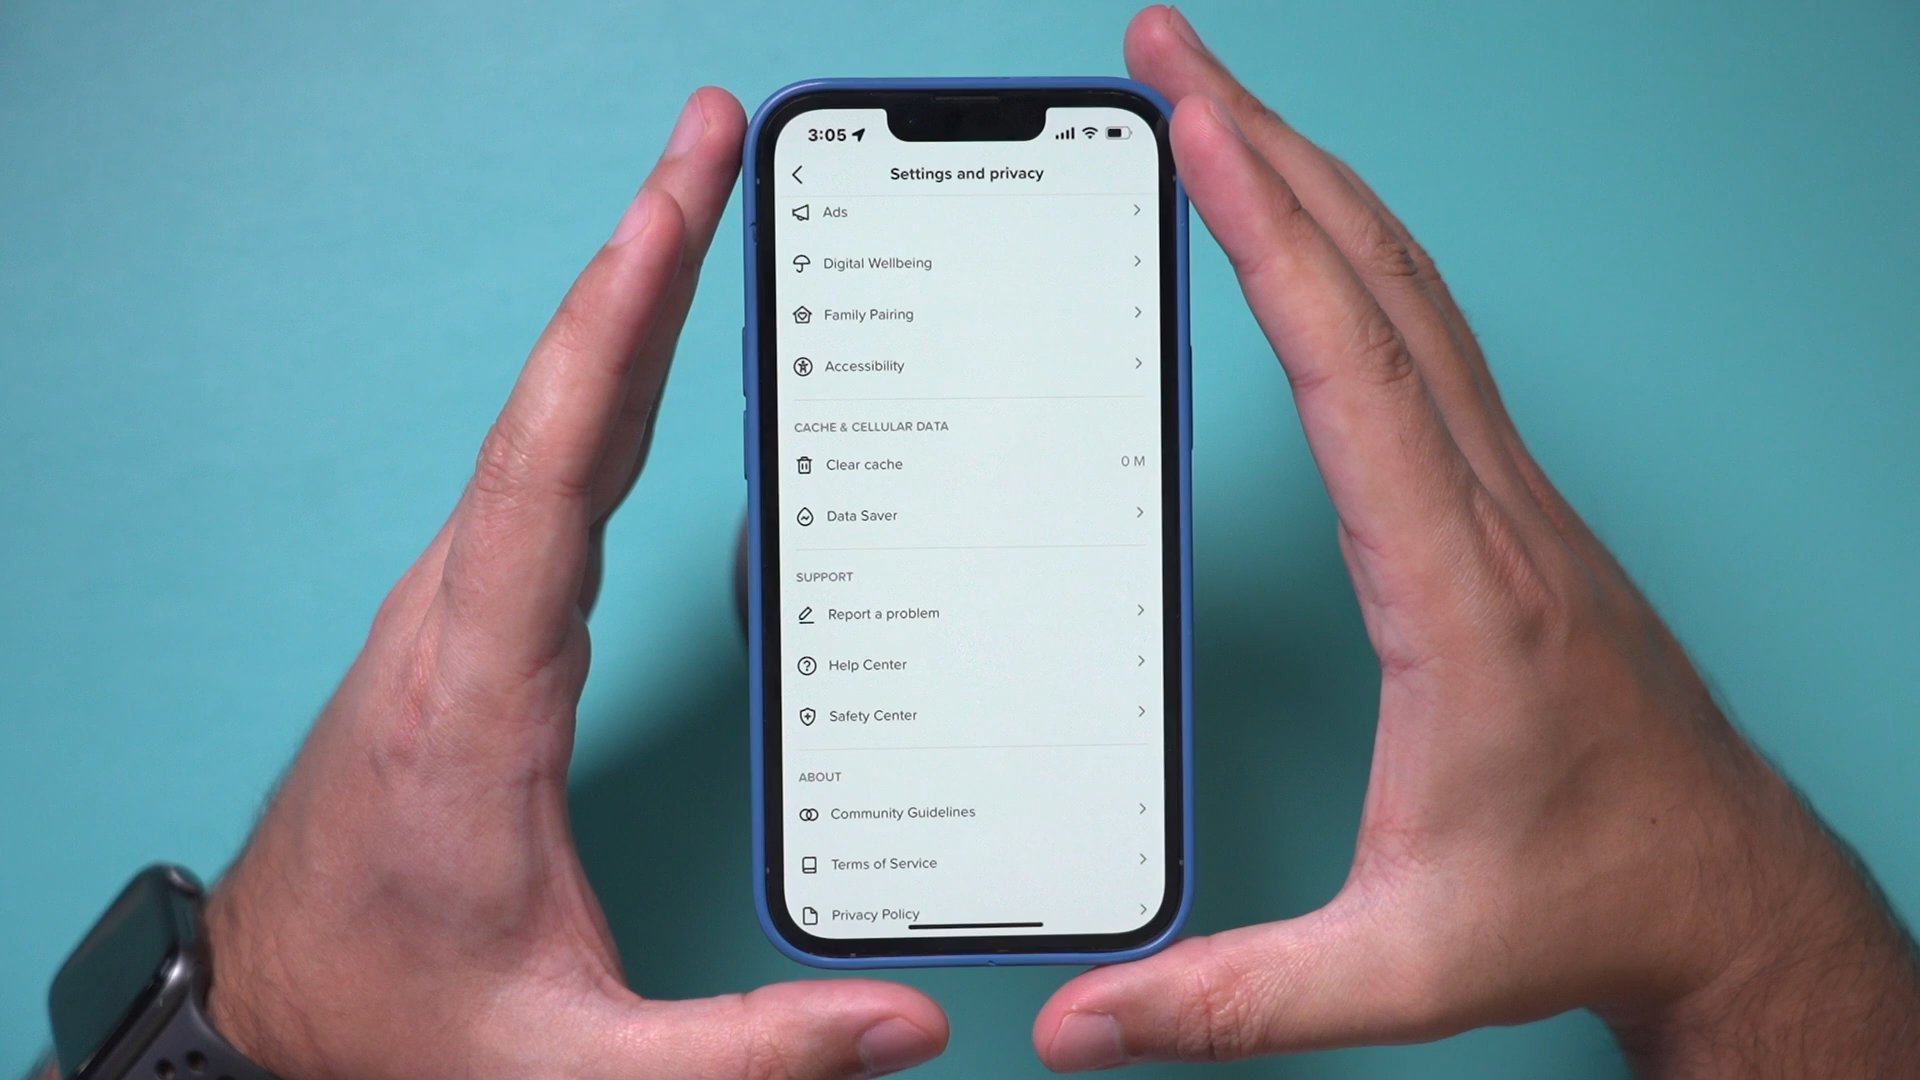 3:05
Settings and privacy
Ads
Digital Wellbeing
Family Pairing
Accessibility
CACHE & CELLULAR DATA
Clear cache 0 M
Data Saver
SUPPORT
Report a problem
Help Center
Safety Center
ABOUT
Community Guidelines
Terms of Service
Privacy Policy